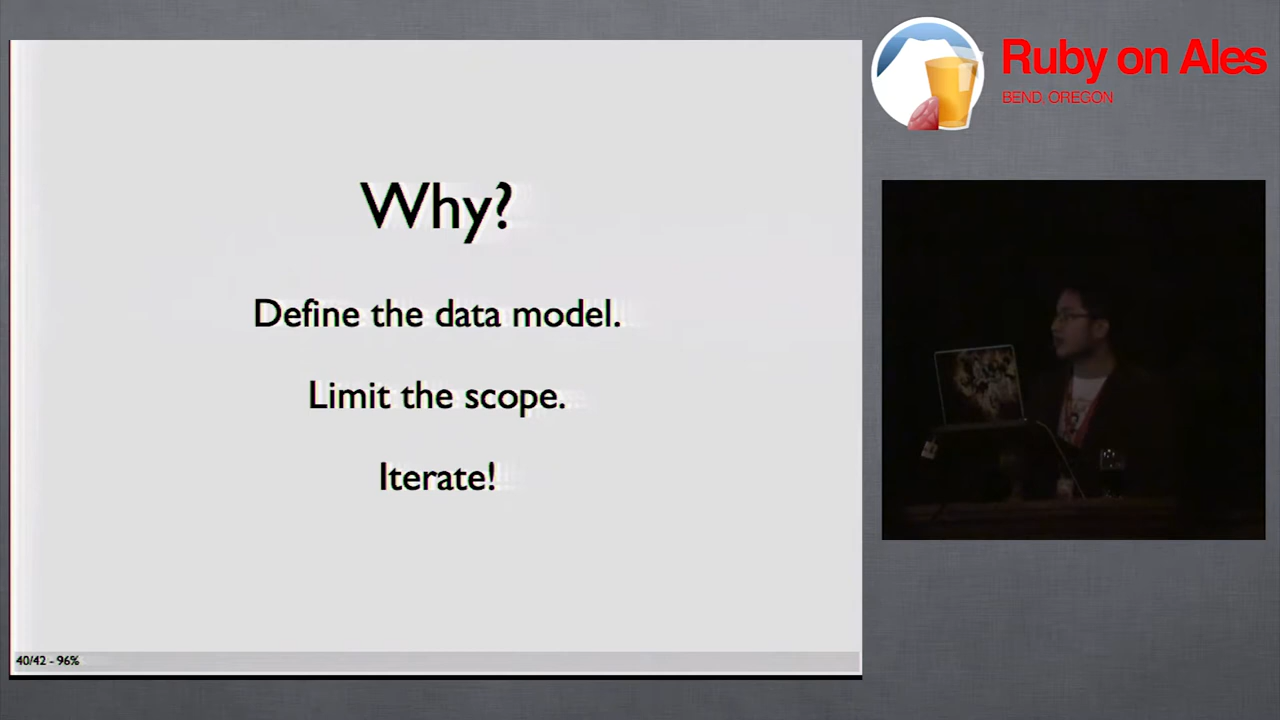 Ruby on Ales
BEND, OREGON
Why?
Define the data model.
Limit the scope.
Iterate!
40/42 - 96%